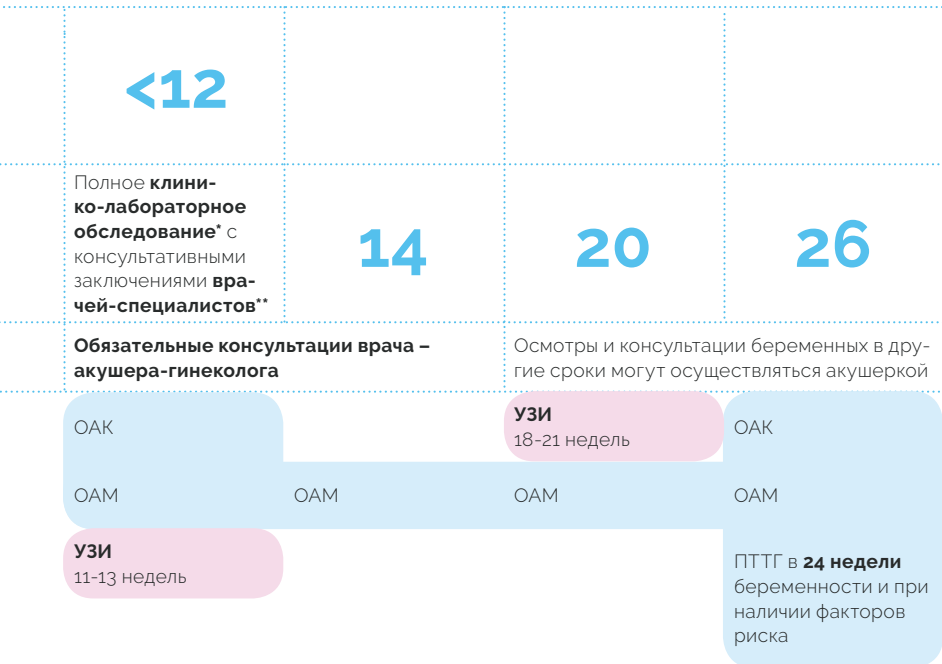 <12
Полное клини-
ко-лабораторное
обследование* с
консультативными
заключениями вра-
чей-специалистов**
14
20
26
Обязательные консультации врача –
акушера-гинеколога
Осмотры и консультации беременных в дру-
гие сроки могут осуществляться акушеркой
ОАК
УЗИ
18-21 недель
ОАК
ОАМ
ОАМ
ОАМ
ОАМ
УЗИ
11-13 недель
ПТТГ в 24 недели
беременности и при
наличии факторов
риска